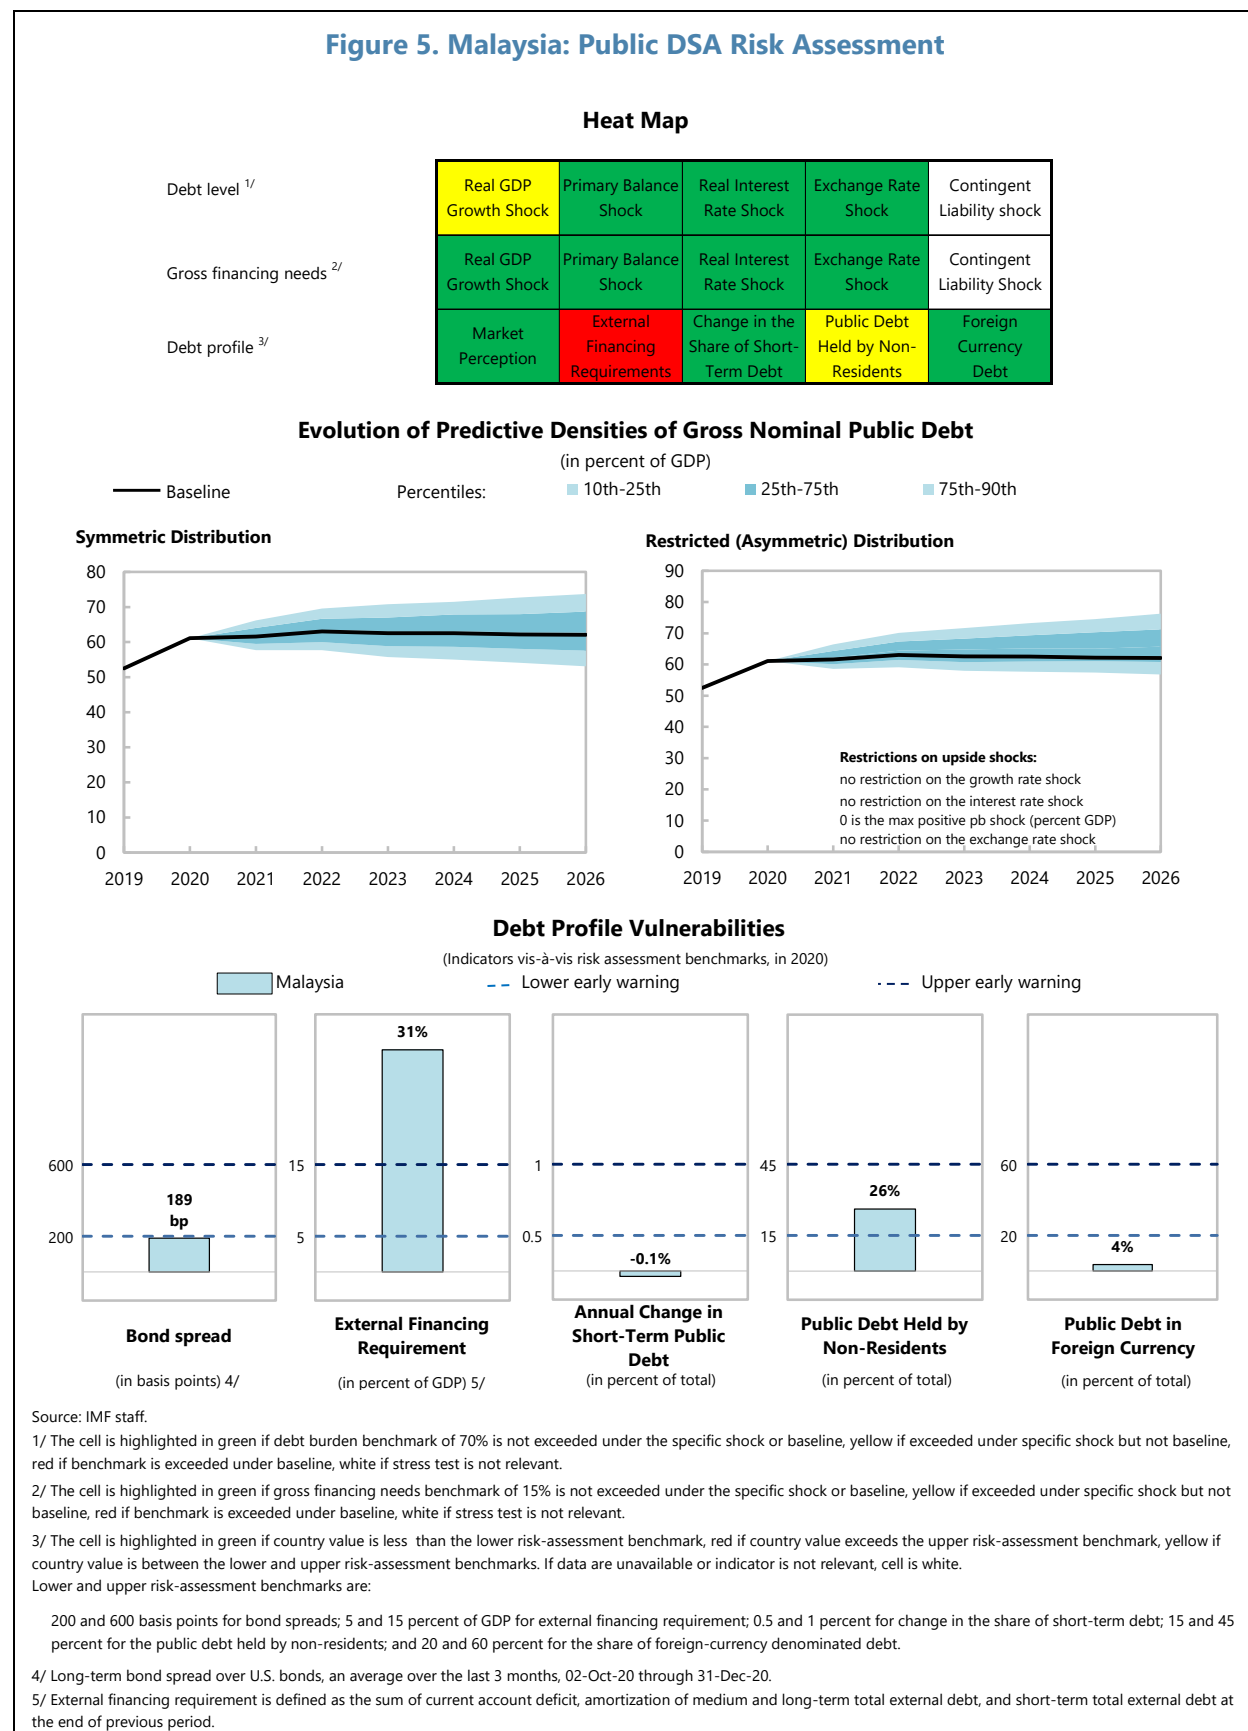 Figure 5. Malaysia: Public DSA Risk Assessment
Heat Map
Debt level 1/
Real GDP Growth Shock
Primary Balance Shock
Real Interest Rate Shock
Exchange Rate Shock
Contingent Liability shock
Gross financing needs 2/
Real GDP Growth Shock
Primary Balance Shock
Real Interest Rate Shock
Exchange Rate Shock
Contingent Liability Shock
Debt profile 3/
Market Perception
External Financing Requirements
Change in the Share of Short-Term Debt
Public Debt Held by Non-Residents
Foreign Currency Debt
Evolution of Predictive Densities of Gross Nominal Public Debt
(in percent of GDP)
Baseline Percentiles: 10th-25th 25th-75th 75th-90th
Symmetric Distribution
80
70
60
50
40
30
20
10
0
2019 2020 2021 2022 2023 2024 2025 2026
Restricted (Asymmetric) Distribution
90
80
70
60
50
40
30
20
10
0
Restrictions on upside shocks:
no restriction on the growth rate shock
no restriction on the interest rate shock
0 is the max positive pb shock (percent GDP)
no restriction on the exchange rate shock
2019 2020 2021 2022 2023 2024 2025 2026
Debt Profile Vulnerabilities
(Indicators vis-à-vis risk assessment benchmarks, in 2020)
Malaysia Lower early warning Upper early warning
600
200
189
bp
Bond spread
(in basis points) 4/
15
5
31%
External Financing
Requirement
(in percent of GDP) 5/
1
0.5
-0.1%
Annual Change in
Short-Term Public
Debt
(in percent of total)
45
15
26%
Public Debt Held by
Non-Residents
(in percent of total)
60
20
4%
Public Debt in
Foreign Currency
(in percent of total)
Source: IMF staff.
1/ The cell is highlighted in green if debt burden benchmark of 70% is not exceeded under the specific shock or baseline, yellow if exceeded under specific shock but not baseline,
red if benchmark is exceeded under baseline, white if stress test is not relevant.
2/ The cell is highlighted in green if gross financing needs benchmark of 15% is not exceeded under the specific shock or baseline, yellow if exceeded under specific shock but not
baseline, red if benchmark is exceeded under baseline, white if stress test is not relevant.
3/ The cell is highlighted in green if country value is less than the lower risk-assessment benchmark, red if country value exceeds the upper risk-assessment benchmark, yellow if
country value is between the lower and upper risk-assessment benchmarks. If data are unavailable or indicator is not relevant, cell is white.
Lower and upper risk-assessment benchmarks are:
200 and 600 basis points for bond spreads; 5 and 15 percent of GDP for external financing requirement; 0.5 and 1 percent for change in the share of short-term debt; 15 and 45
percent for the public debt held by non-residents; and 20 and 60 percent for the share of foreign-currency denominated debt.
4/ Long-term bond spread over U.S. bonds, an average over the last 3 months, 02-Oct-20 through 31-Dec-20.
5/ External financing requirement is defined as the sum of current account deficit, amortization of medium and long-term total external debt, and short-term total external debt at
the end of previous period.